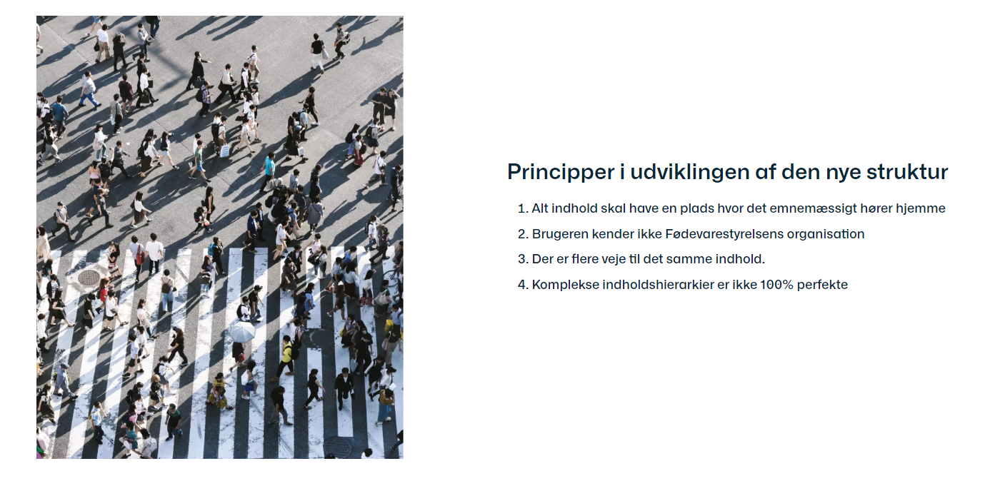 Principper i udviklingen af den nye struktur
1. Alt indhold skal have en plads hvor det emnemæssigt hører hjemme
2. Brugeren kender ikke Fødevarestyrelsens organisation
3. Der er flere veje til det samme indhold.
4. Komplekse indholdshierarkier er ikke 100% perfekte